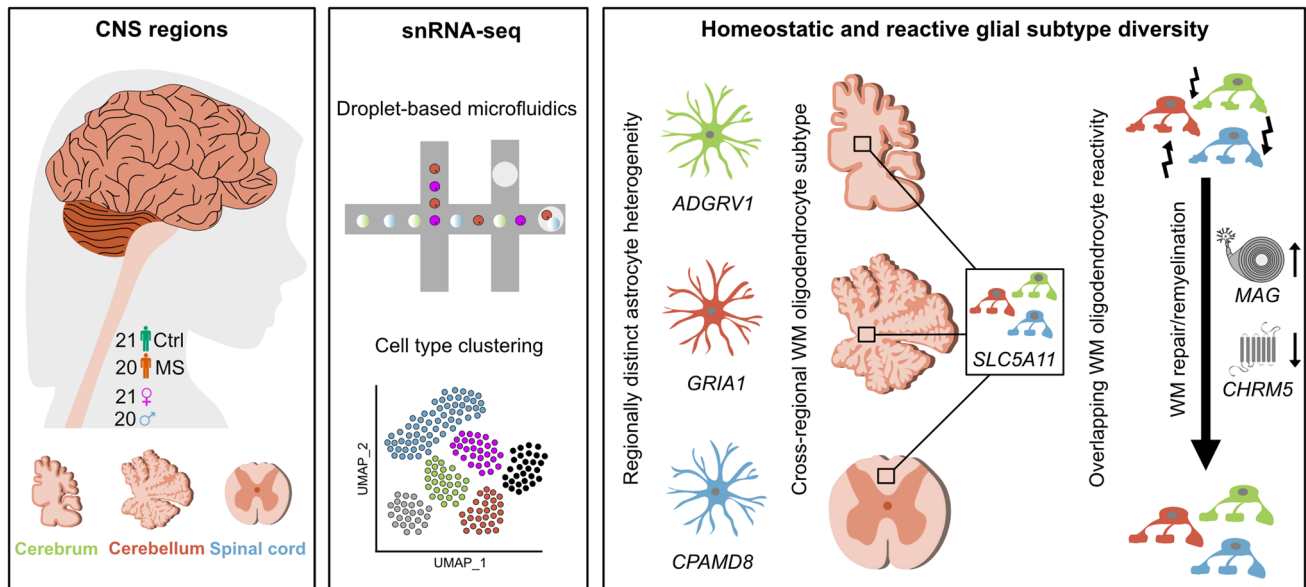 CNS regions
21 Ctrl
20 MS
21 ♀
20 ♂
Cerebrum Cerebellum Spinal cord
snRNA-seq
Droplet-based microfluidics
Cell type clustering
UMAP_2
UMAP_1
Homeostatic and reactive glial subtype diversity
Regionally distinct astrocyte heterogeneity
ADGRV1
GRIA1
CPAMD8
Cross-regional WM oligodendrocyte subtype
SLC5A11
Overlapping WM oligodendrocyte reactivity
WM repair/remyelination
MAG
CHRM5